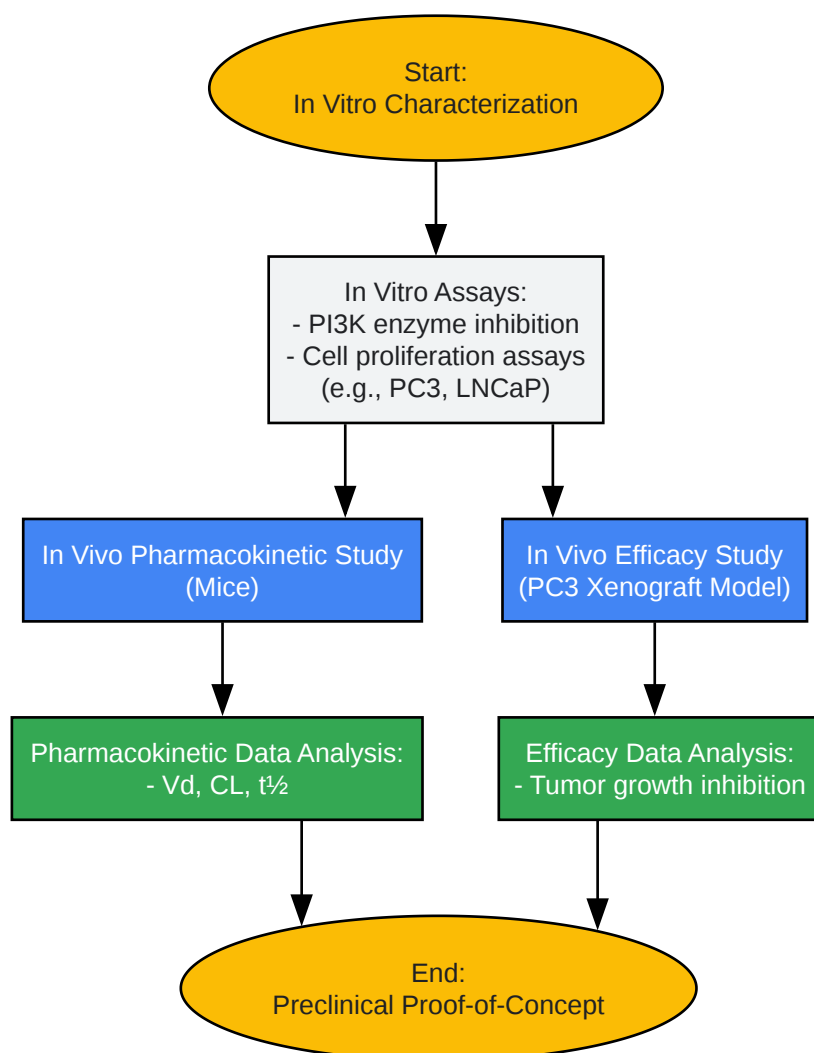 Start:
In Vitro Characterization
In Vitro Assays:
- PI3K enzyme inhibition
- Cell proliferation assays
(e.g., PC3, LNCaP)
In Vivo Pharmacokinetic Study
(Mice)
In Vivo Efficacy Study
(PC3 Xenograft Model)
Pharmacokinetic Data Analysis:
- Vd, CL, t½
Efficacy Data Analysis:
- Tumor growth inhibition
End:
Preclinical Proof-of-Concept